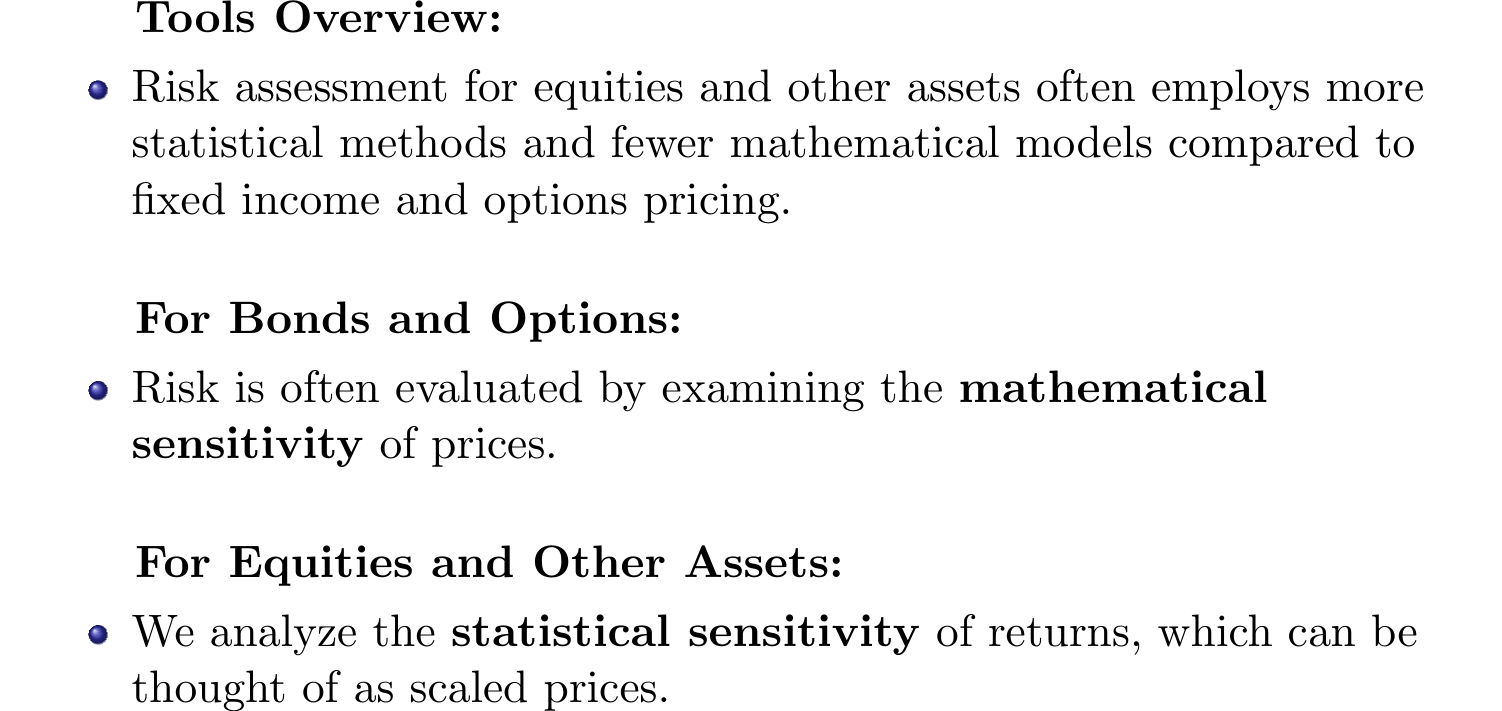 Tools Overview:
Risk assessment for equities and other assets often employs more
statistical methods and fewer mathematical models compared to
fixed income and options pricing.
For Bonds and Options:
Risk is often evaluated by examining the mathematical
sensitivity of prices.
For Equities and Other Assets:
We analyze the statistical sensitivity of returns, which can be
thought of as scaled prices.